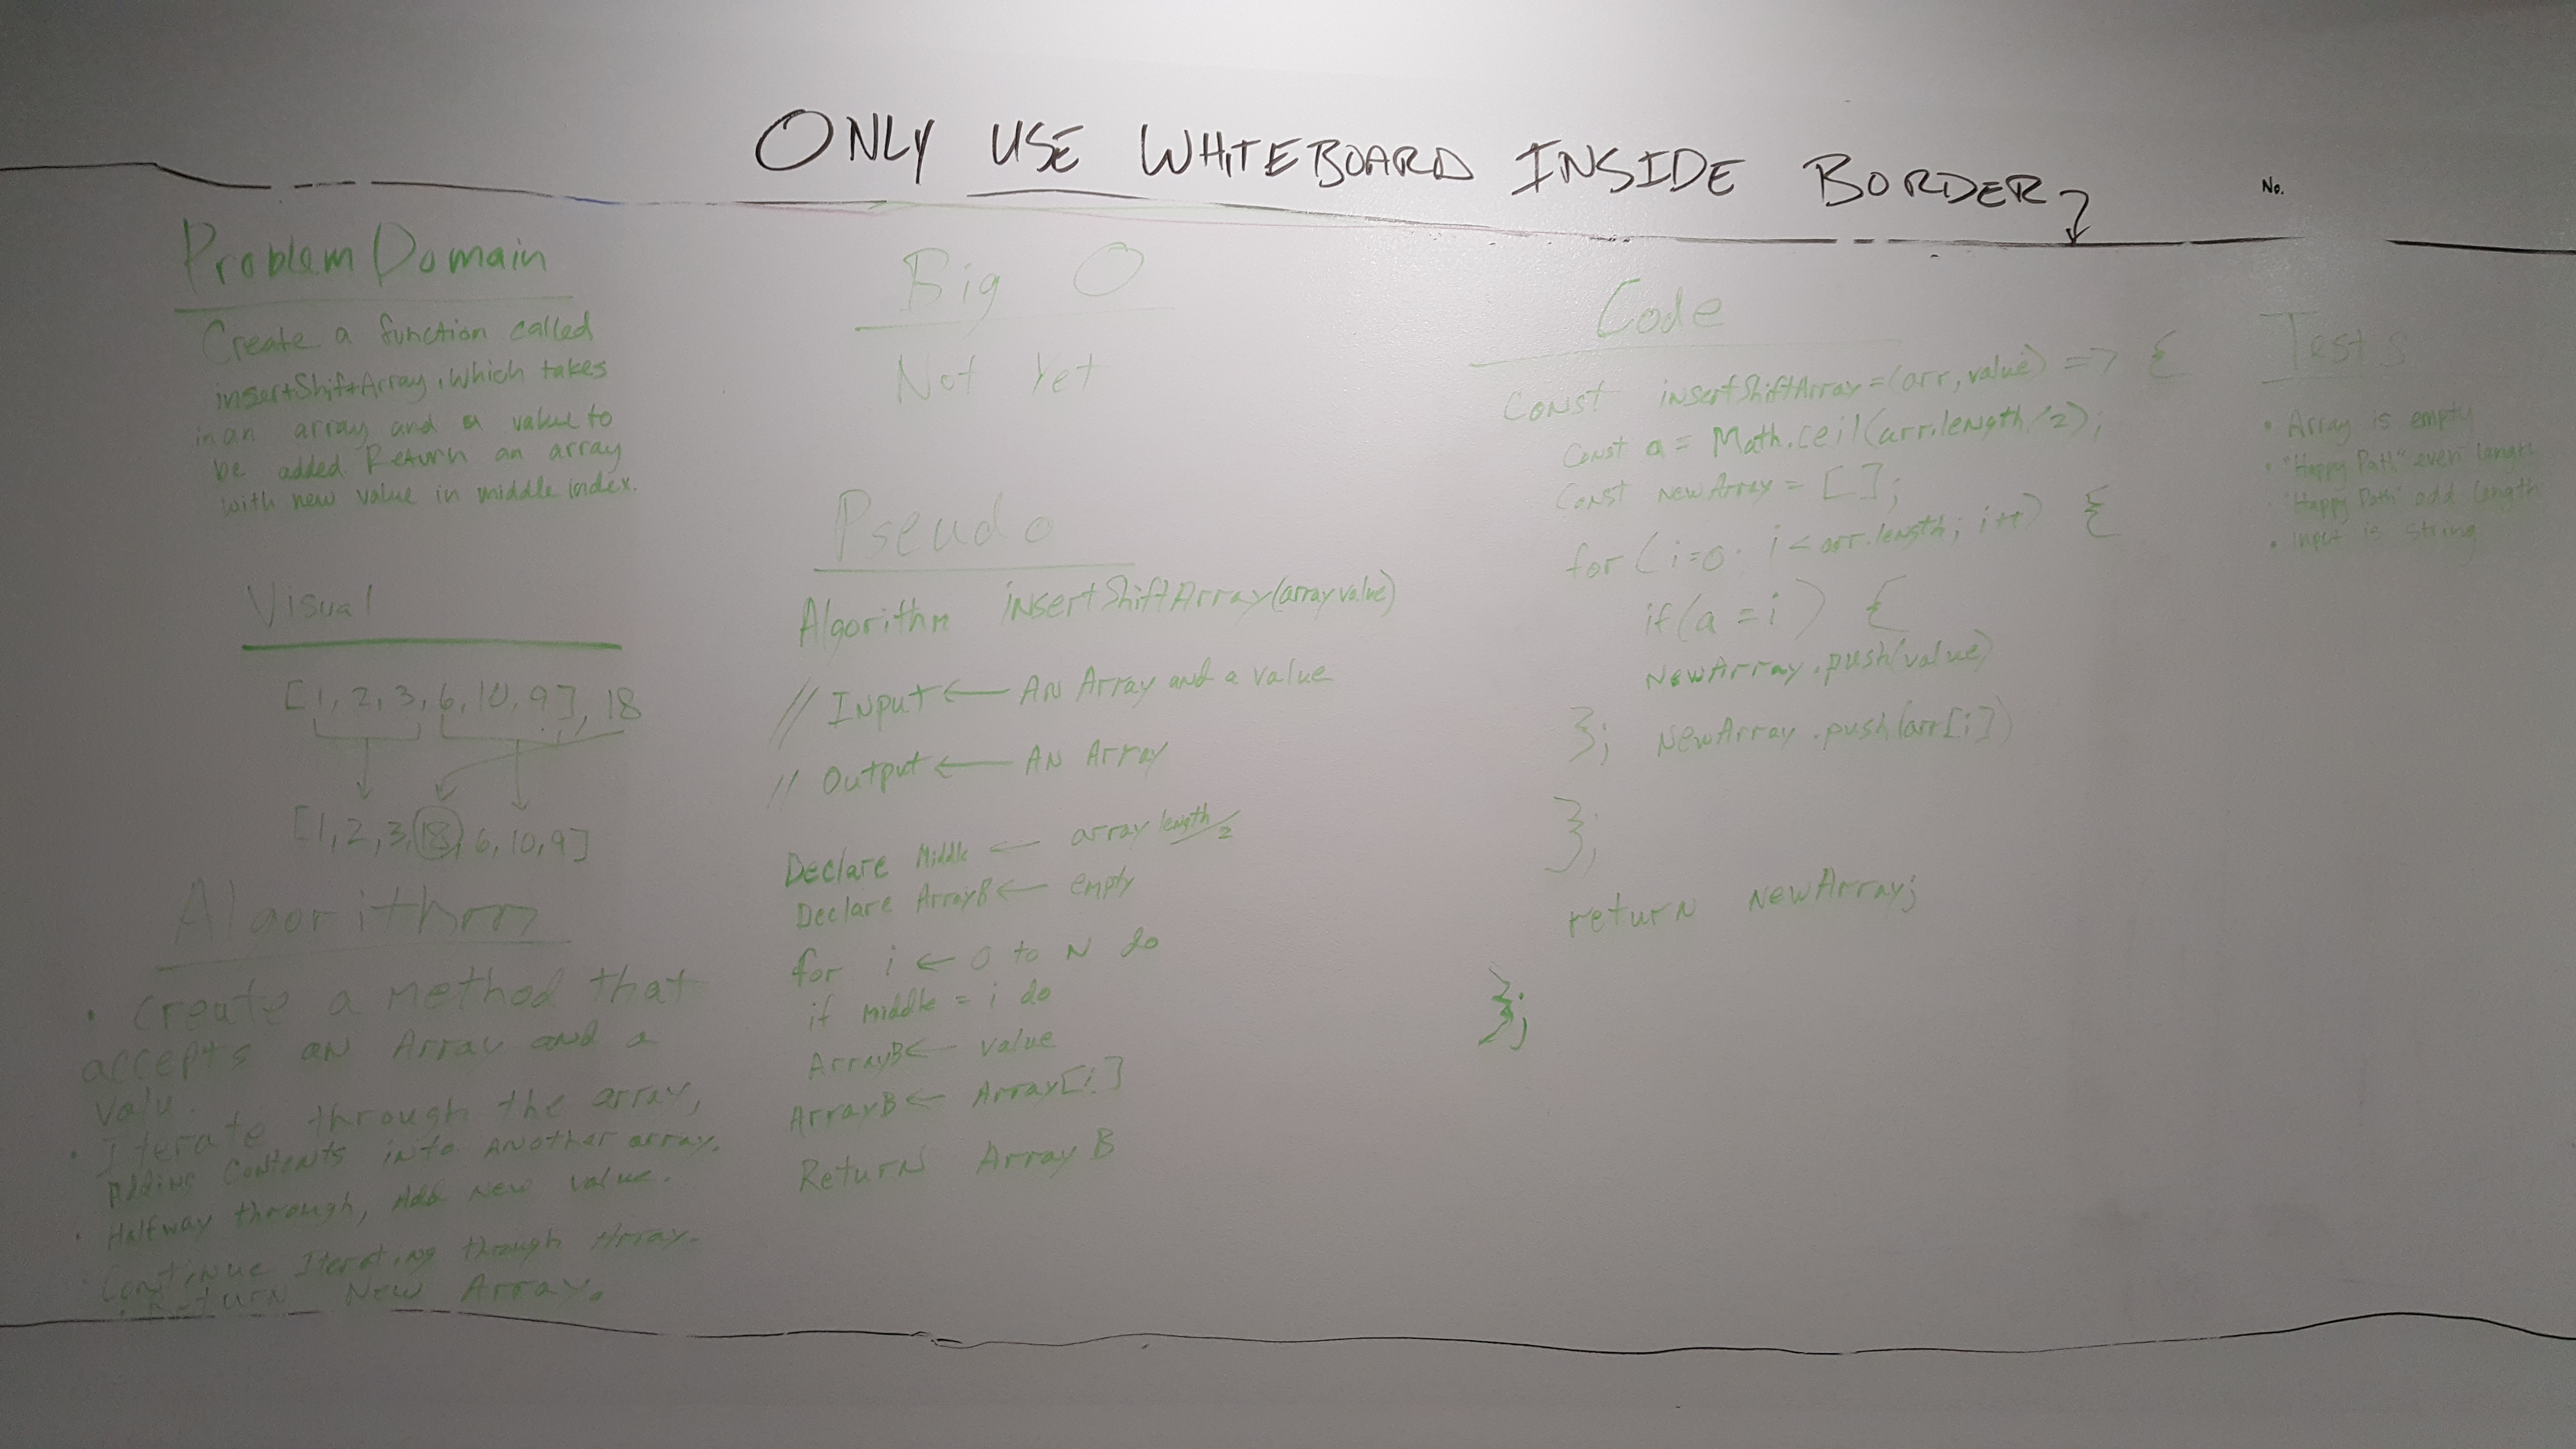 ONLY USE WHITEBOARD INSIDE BORDER
No.
Problem Domain
Create a function called
insertShiftArray, which takes
in an array and a value to
be added. Return an array
with new value in middle index.
Visual
[1, 2, 3, 6, 10, 9], 18
[1, 2, 3, 18, 6, 10, 9]
Algorithm
• Create a method that
accepts an Array and a
valu.
• Iterate through the array,
Adding Contents into Another array.
• Halfway through, Add New value.
Continue Iterating through Array.
• Return New Array.
Big O
Not Yet
Pseudo
Algorithm insertShiftArray(array value)
// Input ← AN Array and a value
// Output ← AN Array
Declare Middle ← array length/2
Declare ArrayB ← empty
for i ← 0 to N do
if middle = i do
ArrayB ← value
ArrayB ← Array[i]
Return Array B
Code
Const insertShiftArray = (arr, value) => {
Const a = Math.ceil(arr.length/2);
Const newArray = [];
for (i=0; i < arr.length; i++) {
if (a = i) {
NewArray.push(value)
}; NewArray.push(arr[i])
};
return NewArray;
};
Tests
• Array is empty
• "Happy Path" even length
"Happy Path" odd length
• Input is string